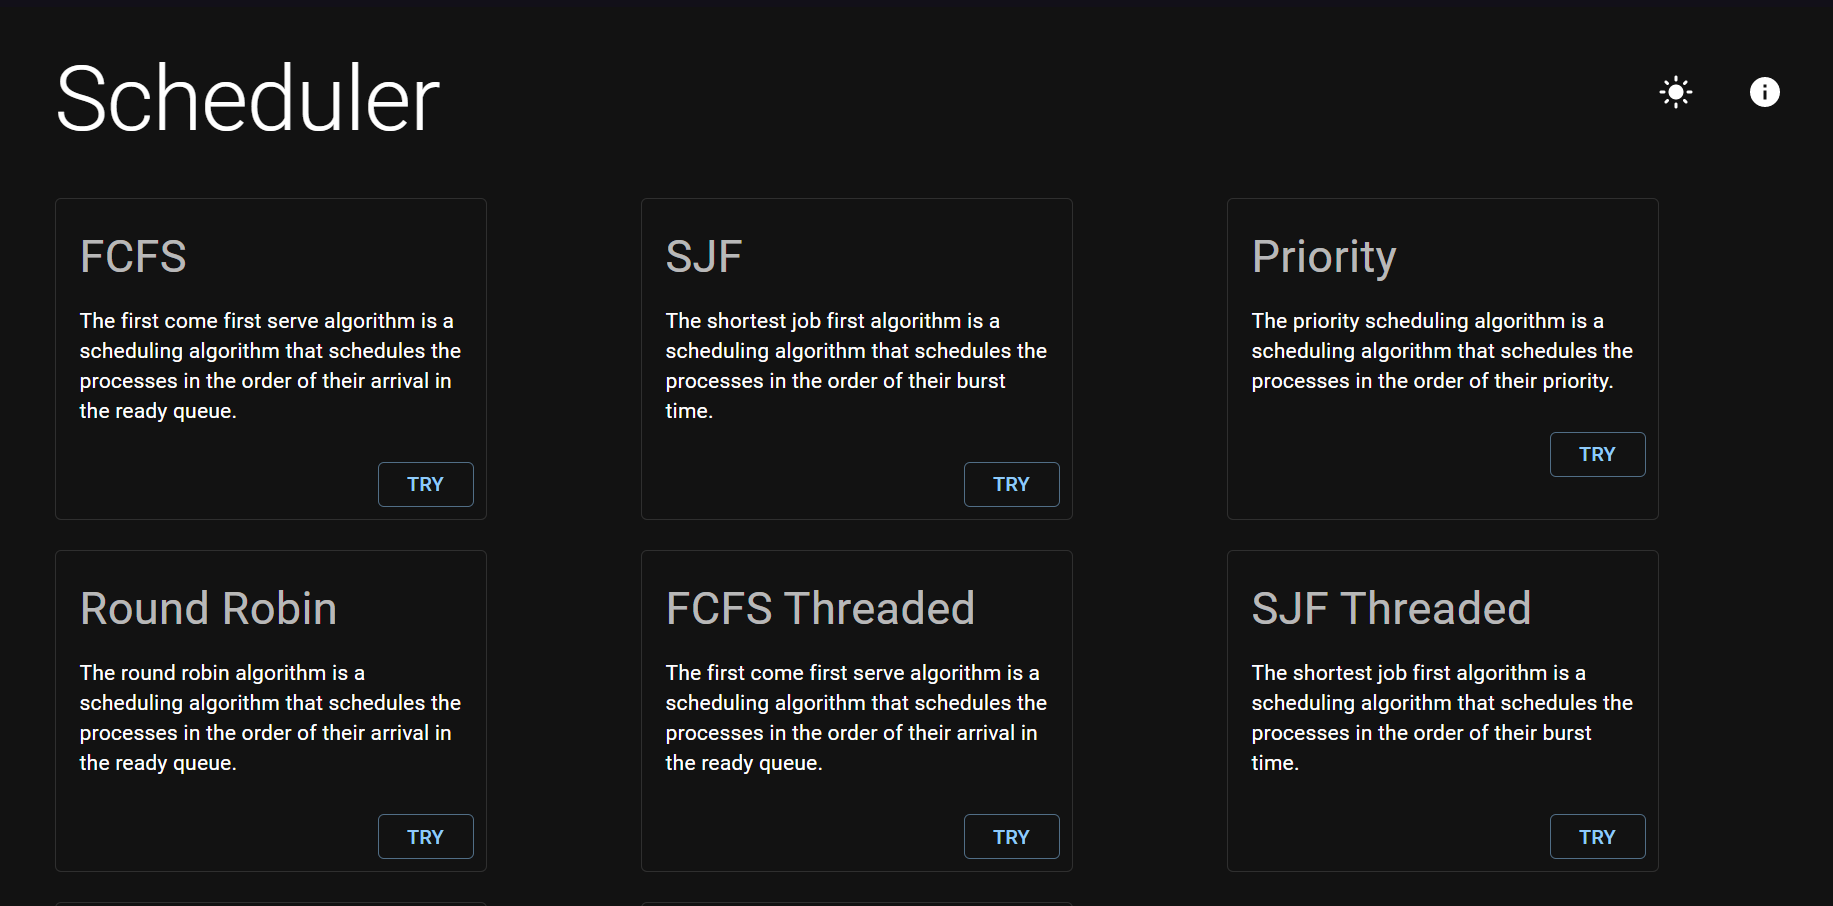 Scheduler
FCFS
The first come first serve algorithm is a
scheduling algorithm that schedules the
processes in the order of their arrival in
the ready queue.
TRY
SJF
The shortest job first algorithm is a
scheduling algorithm that schedules the
processes in the order of their burst
time.
TRY
Priority
The priority scheduling algorithm is a
scheduling algorithm that schedules the
processes in the order of their priority.
TRY
Round Robin
The round robin algorithm is a
scheduling algorithm that schedules the
processes in the order of their arrival in
the ready queue.
TRY
FCFS Threaded
The first come first serve algorithm is a
scheduling algorithm that schedules the
processes in the order of their arrival in
the ready queue.
TRY
SJF Threaded
The shortest job first algorithm is a
scheduling algorithm that schedules the
processes in the order of their burst
time.
TRY